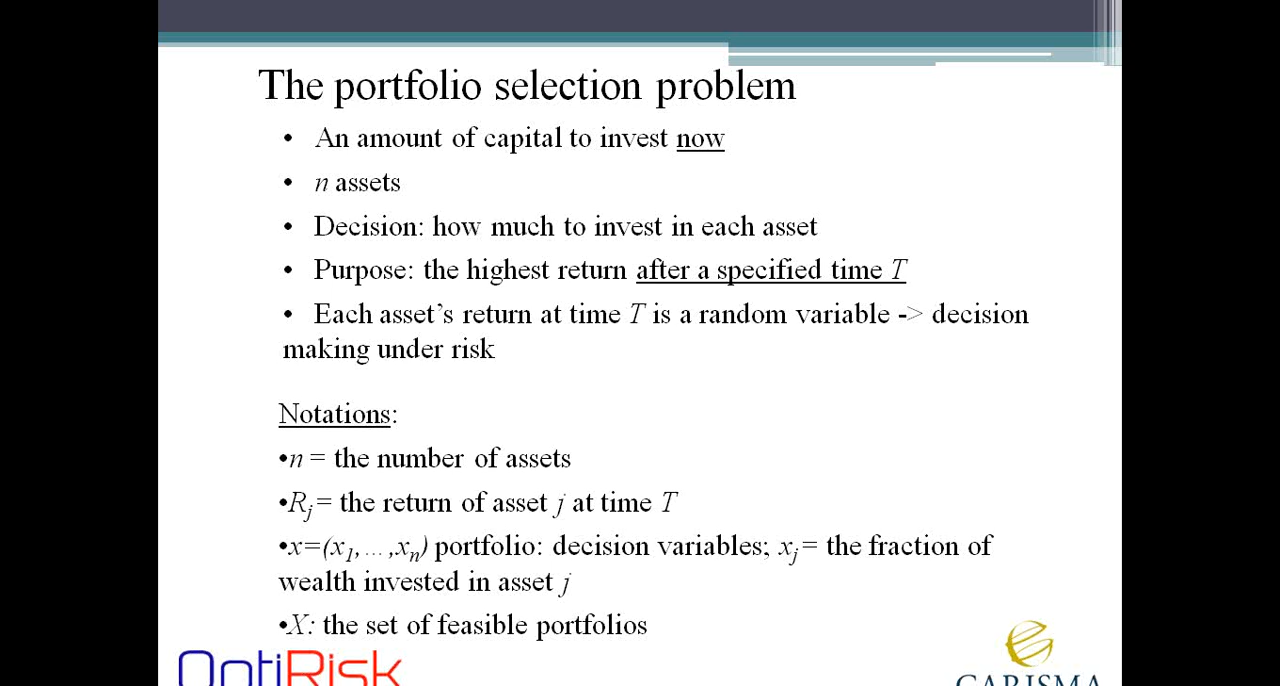 The portfolio selection problem
• An amount of capital to invest now
• n assets
• Decision: how much to invest in each asset
• Purpose: the highest return after a specified time T
• Each asset’s return at time T is a random variable -> decision
making under risk
Notations:
•n = the number of assets
•Rj= the return of asset j at time T
•x=(x1,…,xn) portfolio: decision variables; xj= the fraction of
wealth invested in asset j
•X: the set of feasible portfolios
OptiRisk
CARISMA